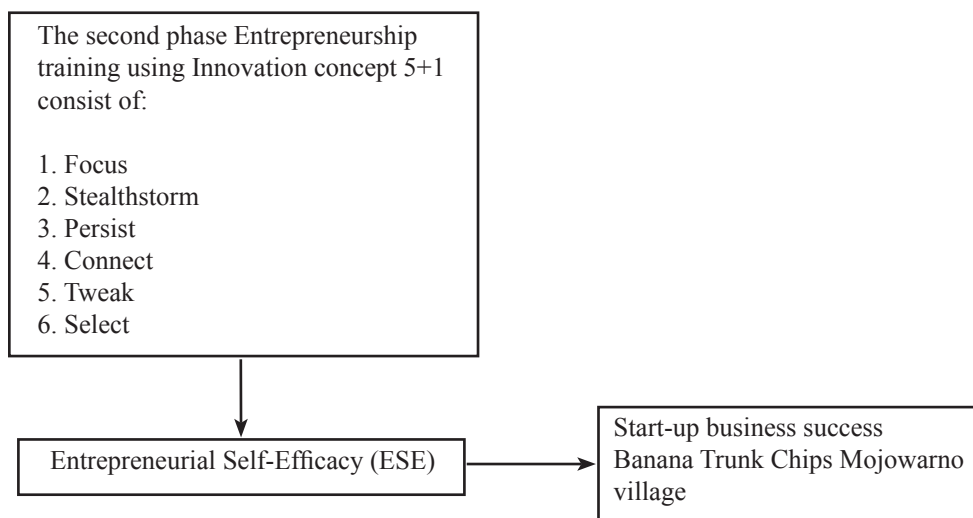 The second phase Entrepreneurship
training using Innovation concept 5+1
consist of:
1. Focus
2. Stealthstorm
3. Persist
4. Connect
5. Tweak
6. Select
Entrepreneurial Self-Efficacy (ESE)
Start-up business success
Banana Trunk Chips Mojowarno
village